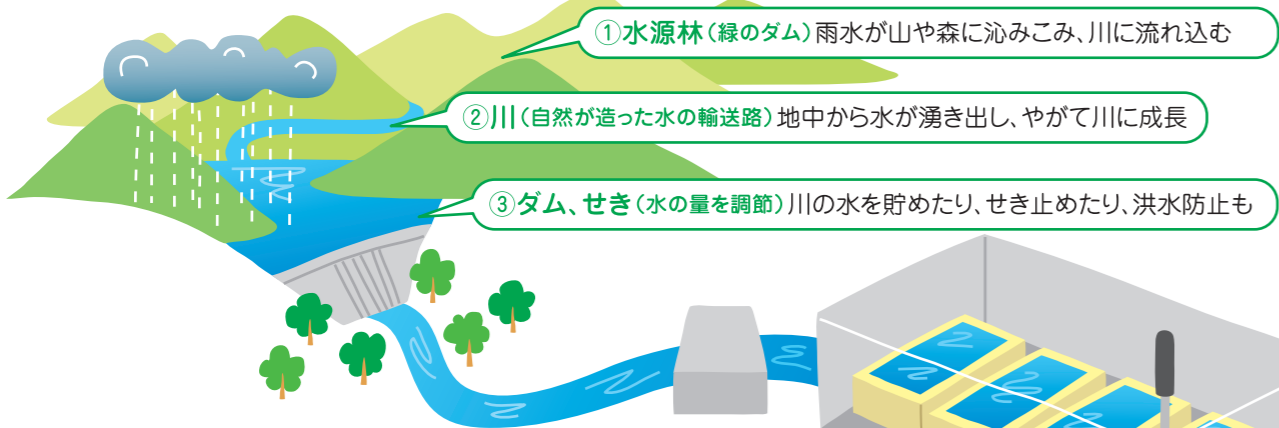 ①水源林(緑のダム)雨水が山や森に沁みこみ、川に流れ込む
②川(自然が造った水の輸送路)地中から水が湧き出し、やがて川に成長
③ダム、せき(水の量を調節)川の水を貯めたり、せき止めたり、洪水防止も